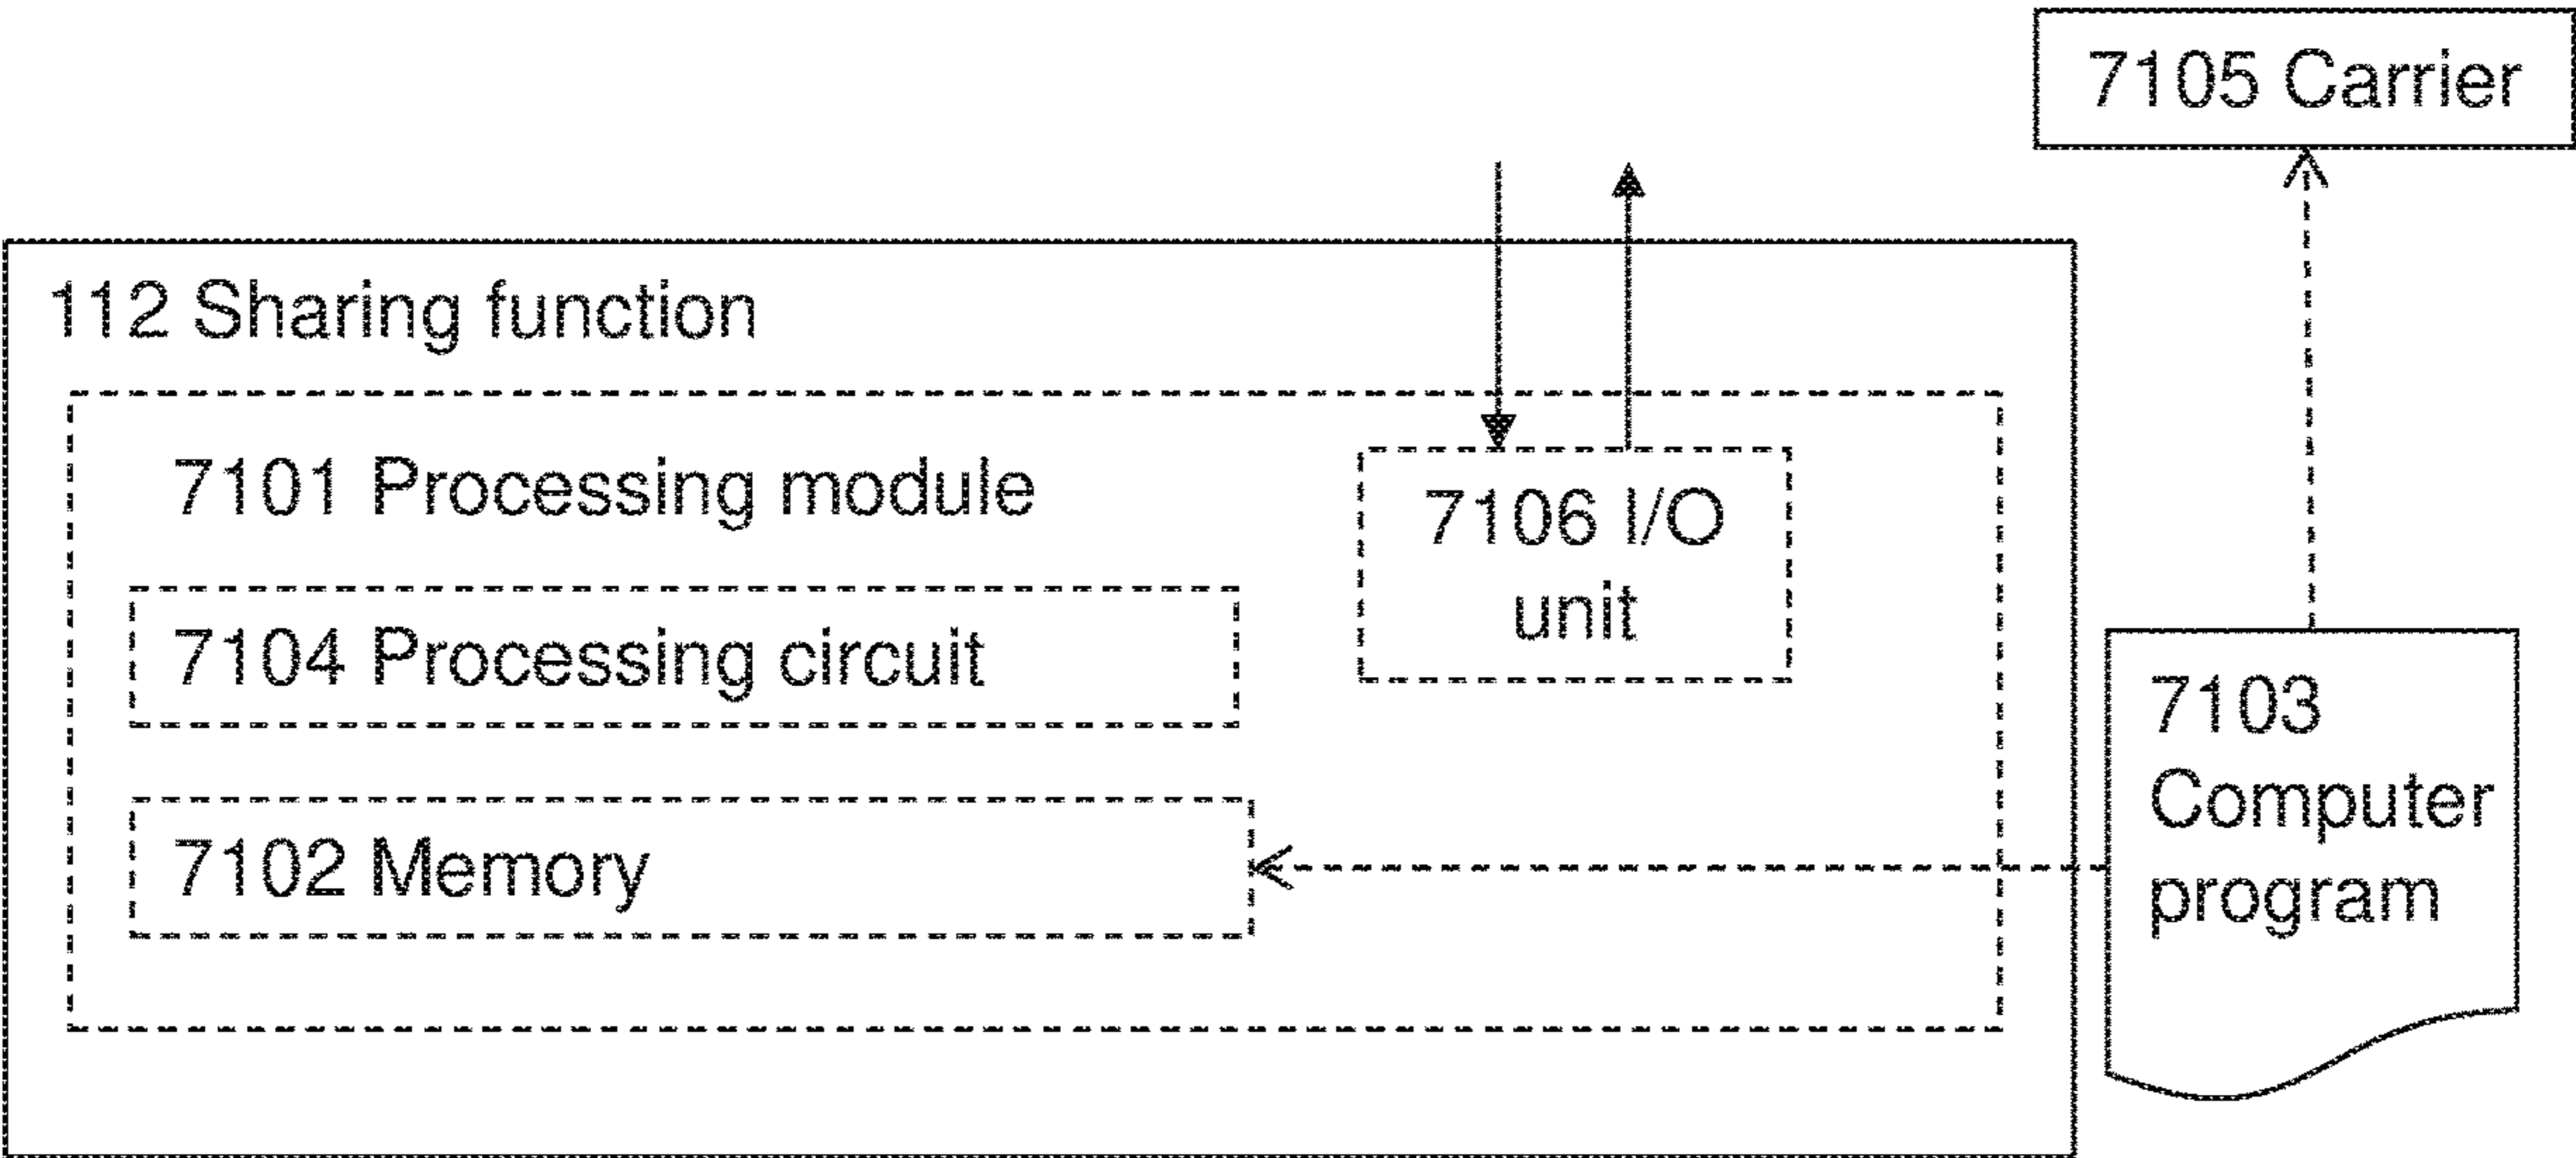 7105 Carrier
112 Sharing function
7101 Processing module
7106 I/O
unit
7104 Processing circuit
7102 Memory
7103
Computer
program